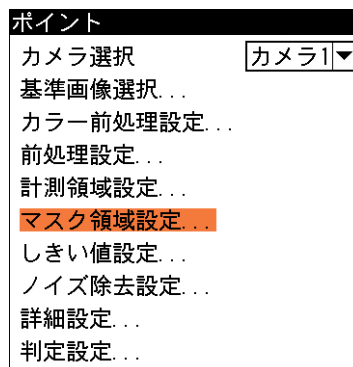 ポイント
カメラ選択 カメラ1▼
基準画像選択...
カラー前処理設定...
前処理設定...
計測領域設定...
マスク領域設定...
しきい値設定...
ノイズ除去設定...
詳細設定...
判定設定...